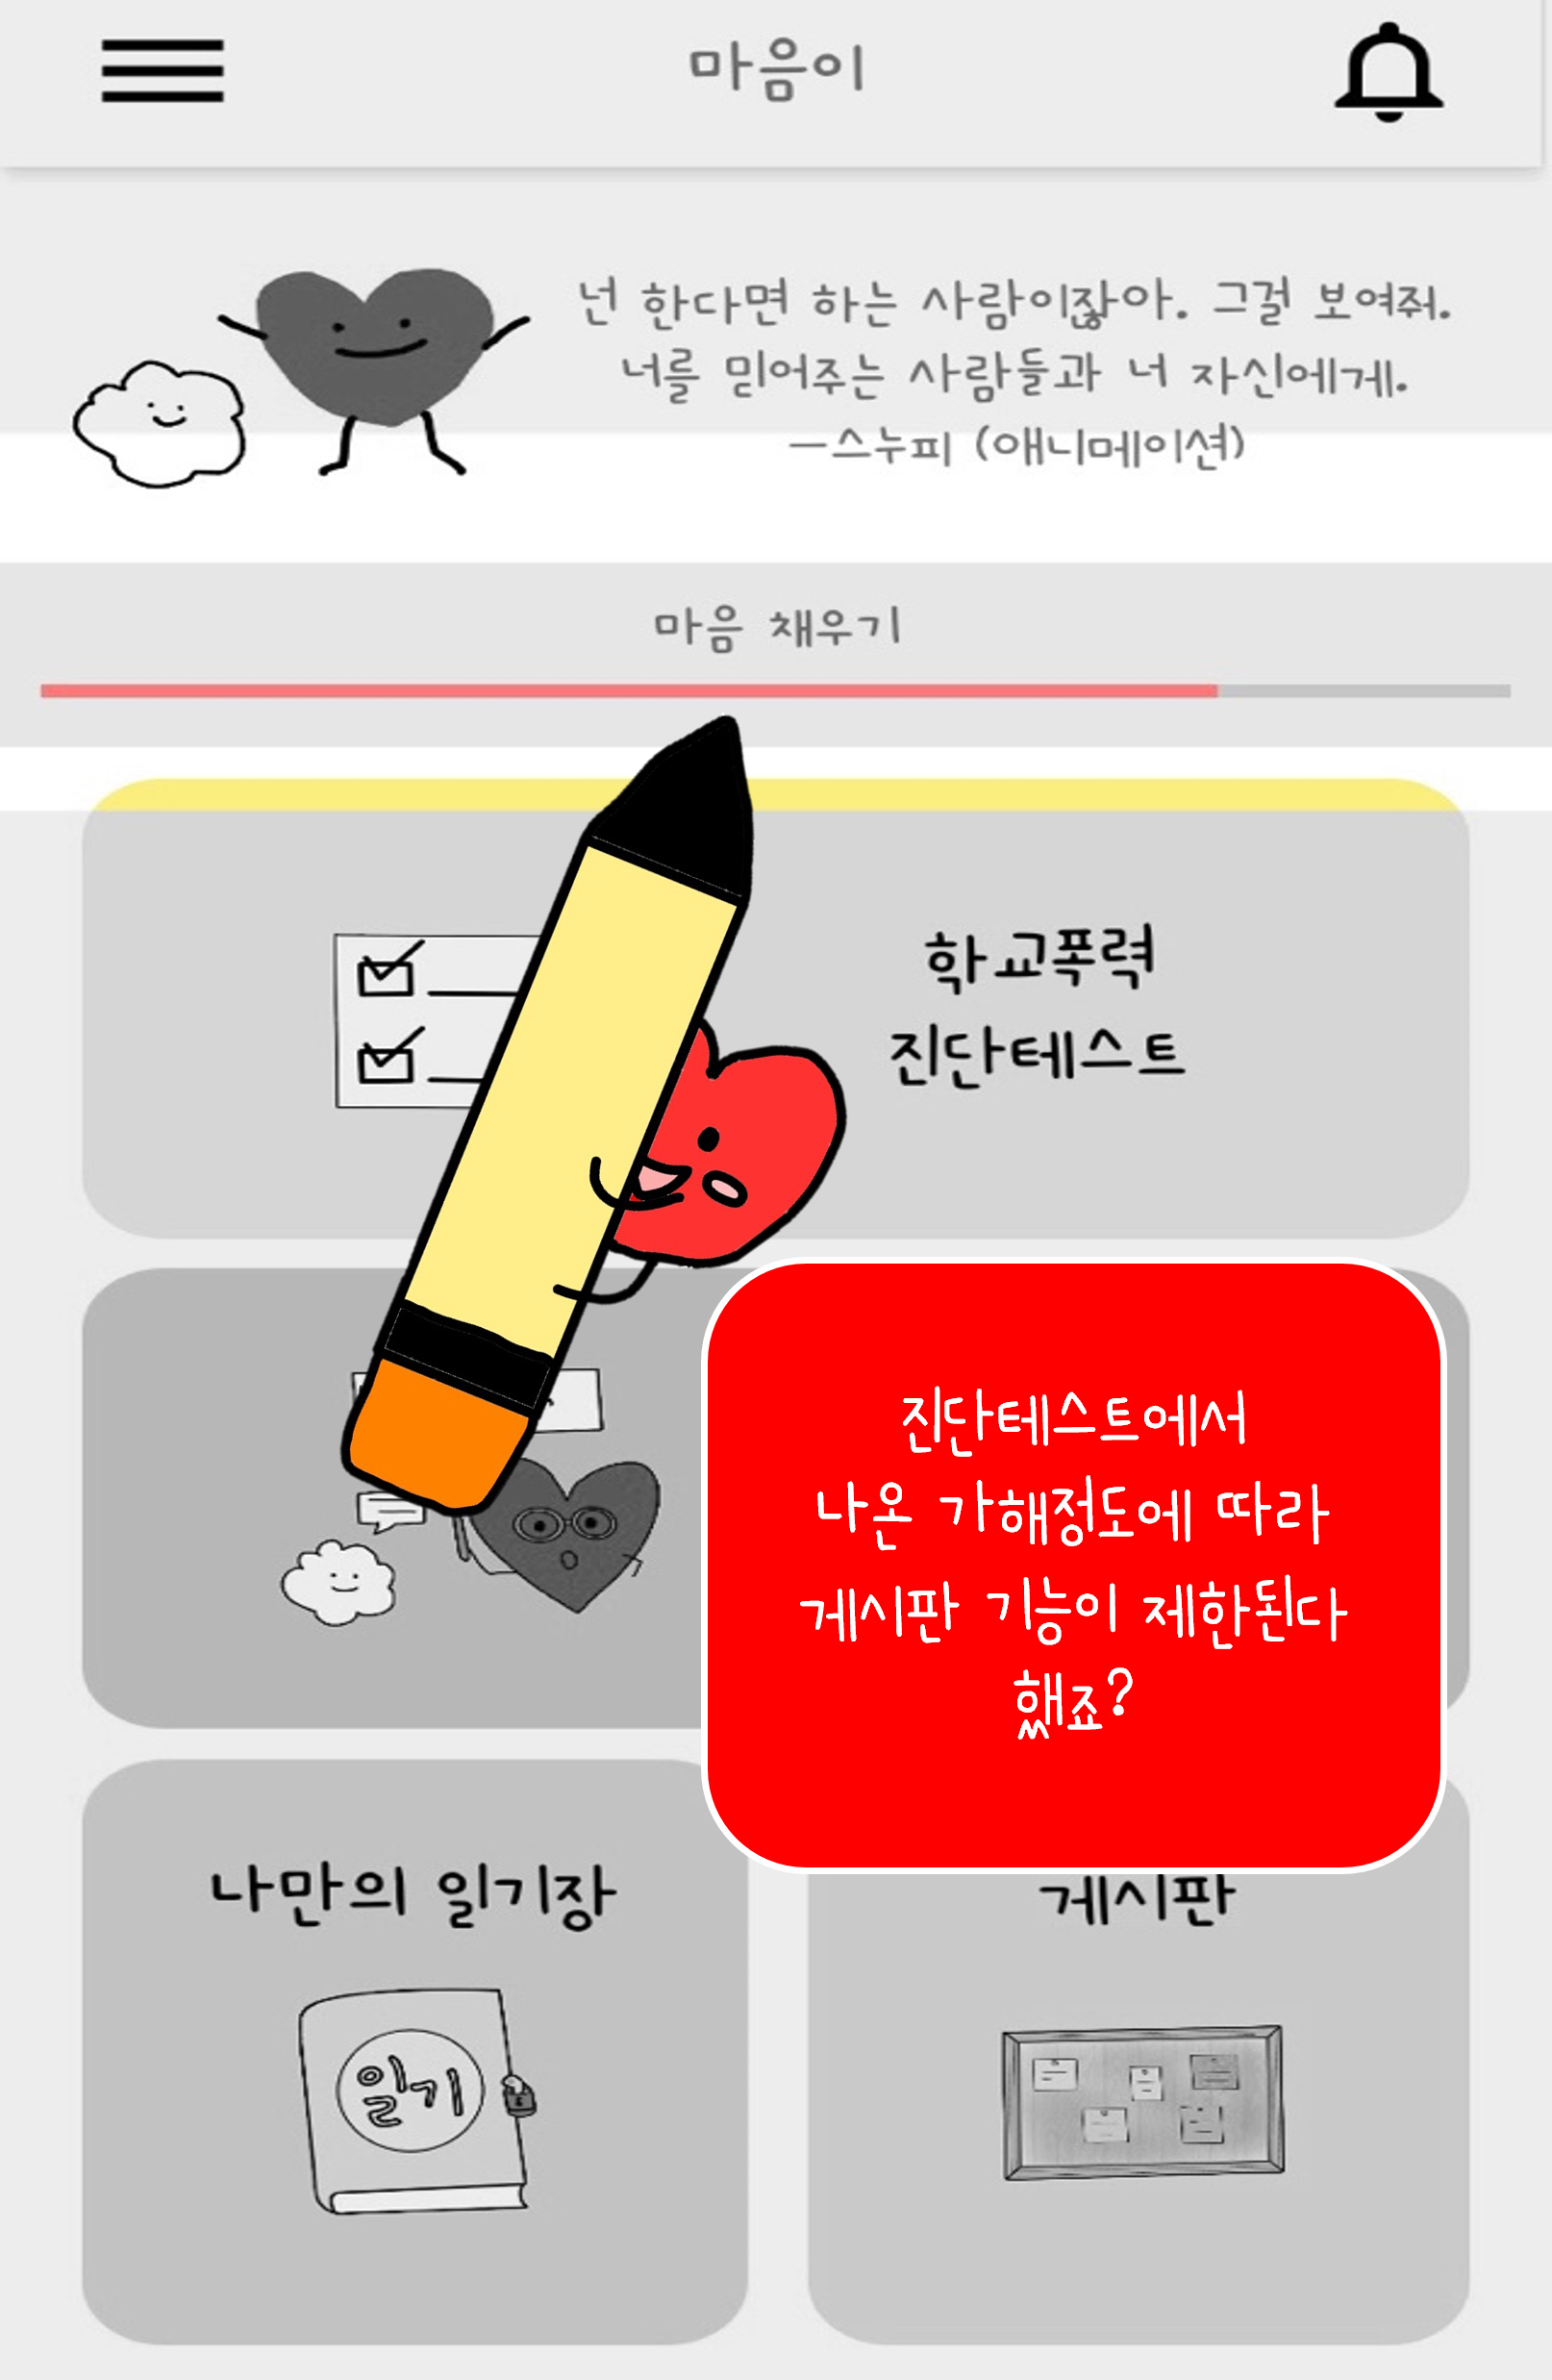 마음이
넌 한다면 하는 사람이잖아. 그걸 보여줘.
너를 믿어주는 사람들과 너 자신에게.
—스누피 (애니메이션)
마음 채우기
학교폭력
진단테스트
진단테스트에서
나온 가해정도에 따라
게시판 기능이 제한된다
했죠?
나만의 일기장
게시판
일기